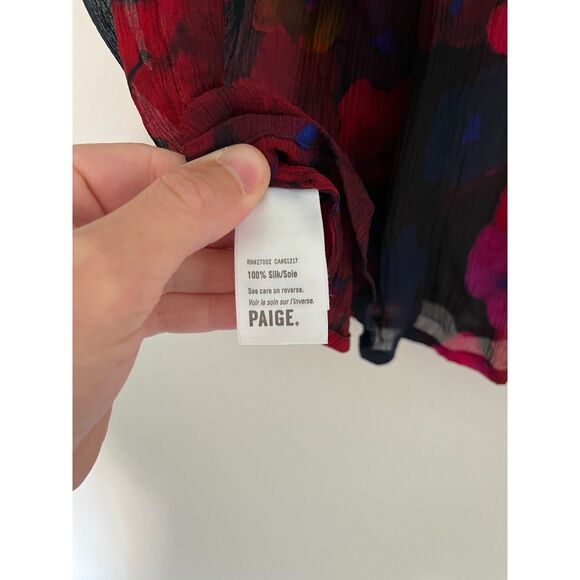 RN#27002 CA#51217
100% Silk/Soie
See care on reverse.
Voir le soin sur l'inverse.
PAIGE.